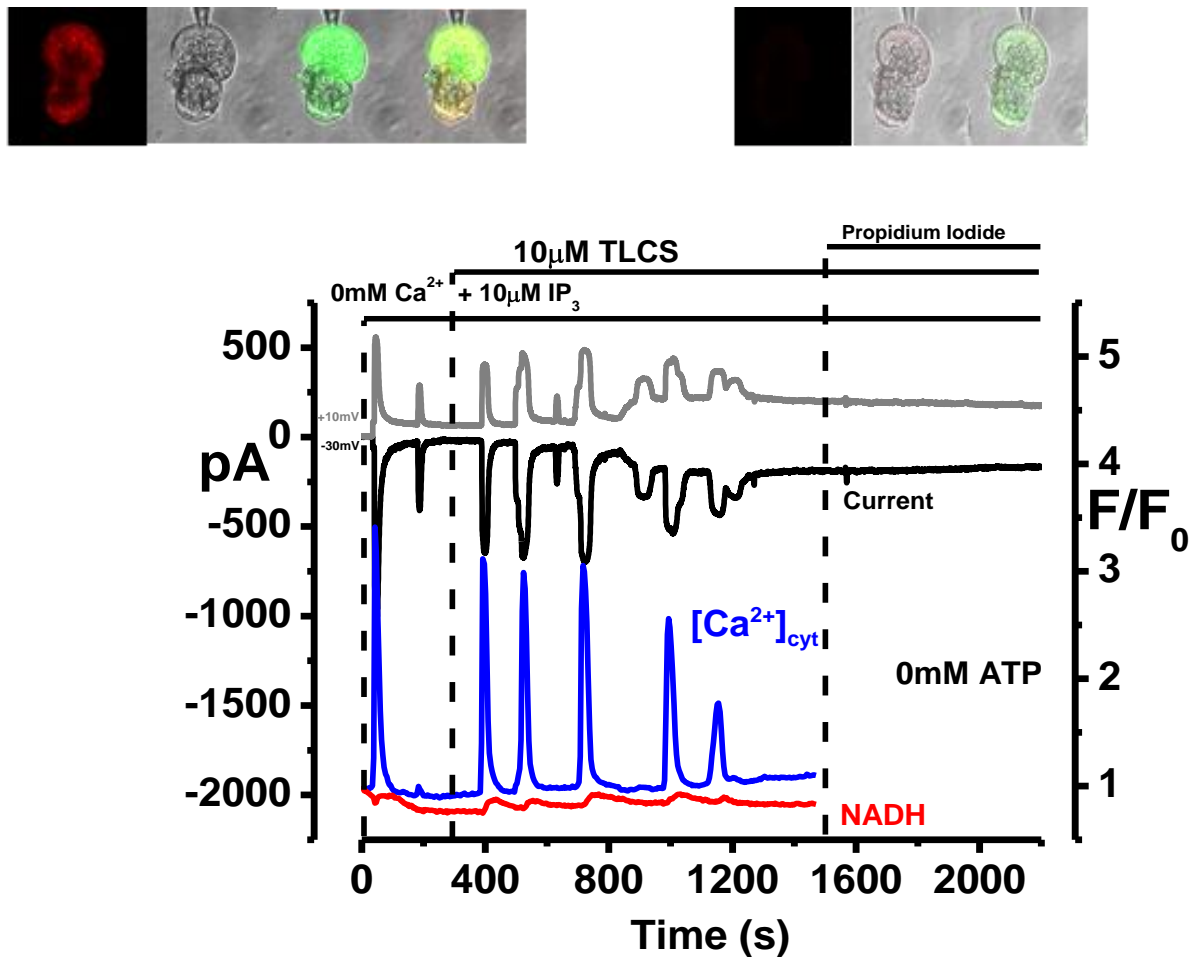 Propidium Iodide
10μM TLCS
0mM Ca²⁺ + 10μM IP₃
500
0
-500
-1000
-1500
-2000
pA
+10mV
-30mV
5
4
3
2
1
F/F₀
Current
[Ca²⁺]cyt
0mM ATP
NADH
0 400 800 1200 1600 2000
Time (s)